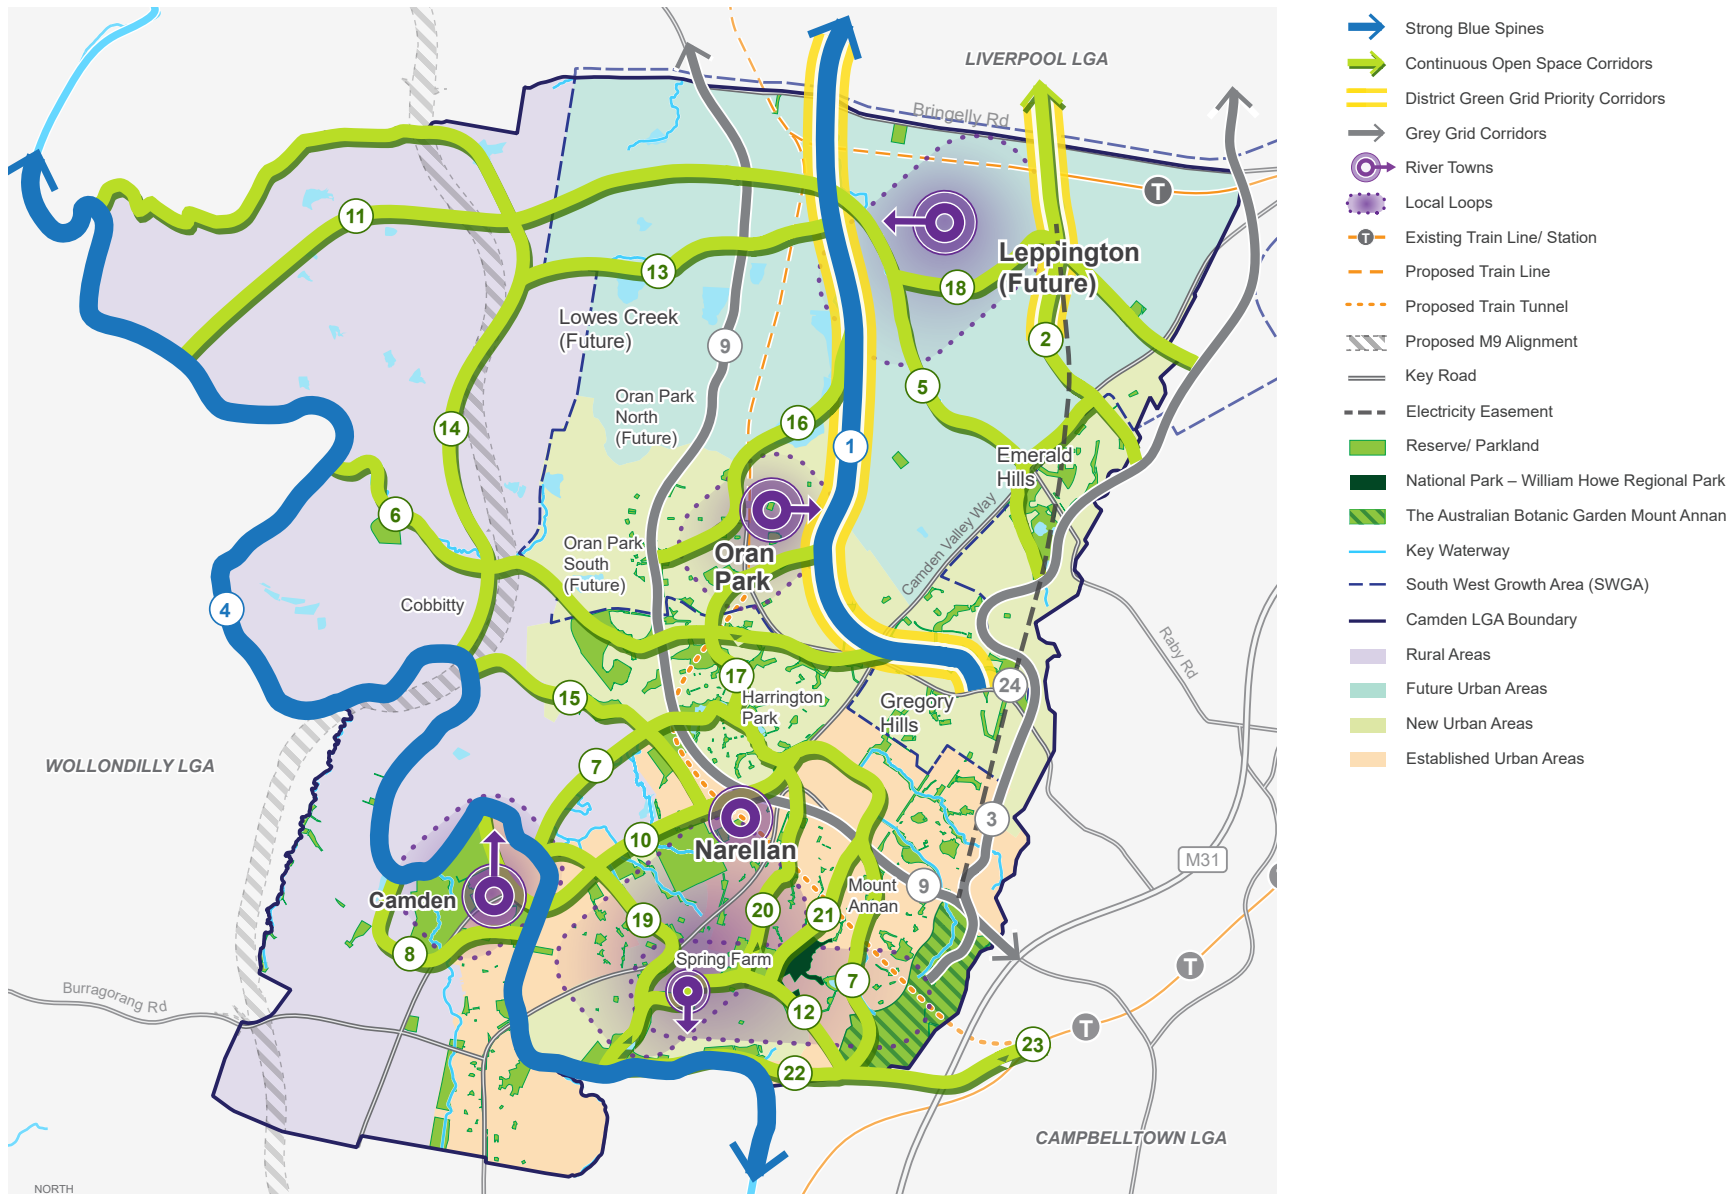 LIVERPOOL LGA
Bringelly Rd
T
11
13
Leppington
(Future)
18
Lowes Creek
(Future)
9
2
5
Oran Park
North
(Future)
16
14
1
Emerald
Hills
6
Camden Valley Way
Oran Park
South
(Future)
Oran
Park
Cobbitty
4
Raby Rd
17
24
15
Harrington
Park
Gregory
Hills
WOLLONDILLY LGA
7
3
10
Narellan
M31
Camden
Mount
Annan
9
19
20
21
8
Spring Farm
T
7
Burragorang Rd
12
T
23
22
CAMPBELLTOWN LGA
NORTH
Strong Blue Spines
Continuous Open Space Corridors
District Green Grid Priority Corridors
Grey Grid Corridors
River Towns
Local Loops
T
Existing Train Line/ Station
Proposed Train Line
Proposed Train Tunnel
Proposed M9 Alignment
Key Road
Electricity Easement
Reserve/ Parkland
National Park – William Howe Regional Park
The Australian Botanic Garden Mount Annan
Key Waterway
South West Growth Area (SWGA)
Camden LGA Boundary
Rural Areas
Future Urban Areas
New Urban Areas
Established Urban Areas